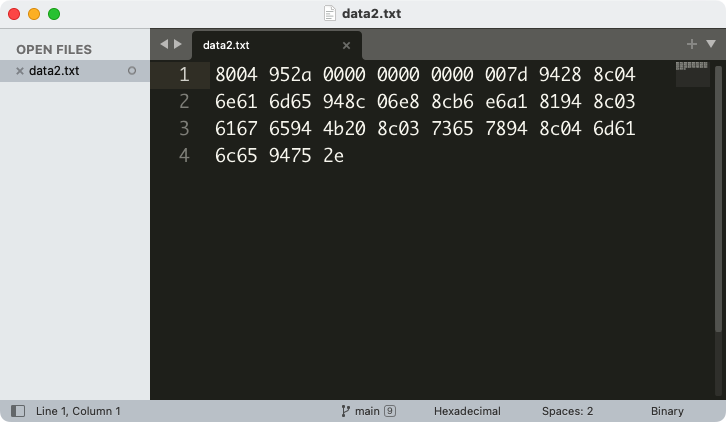 data2.txt
OPEN FILES
data2.txt
data2.txt
1 8004 952a 0000 0000 0000 007d 9428 8c04
2 6e61 6d65 948c 06e8 8cb6 e6a1 8194 8c03
3 6167 6594 4b20 8c03 7365 7894 8c04 6d61
4 6c65 9475 2e
Line 1, Column 1 main 9 Hexadecimal Spaces: 2 Binary